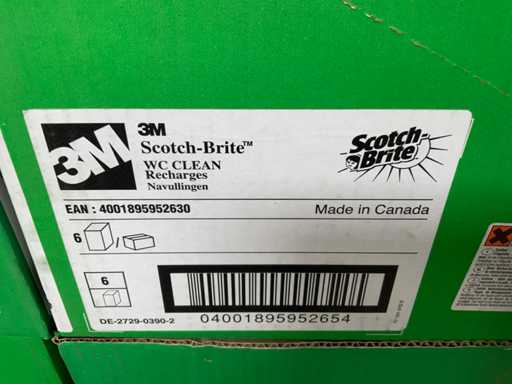 3M
3M
Scotch-Brite™
WC CLEAN
Recharges
Navullingen
Scotch-
Brite
EAN : 4001895952630
Made in Canada
6
/
6
DE-2729-0390-2
04001895952654